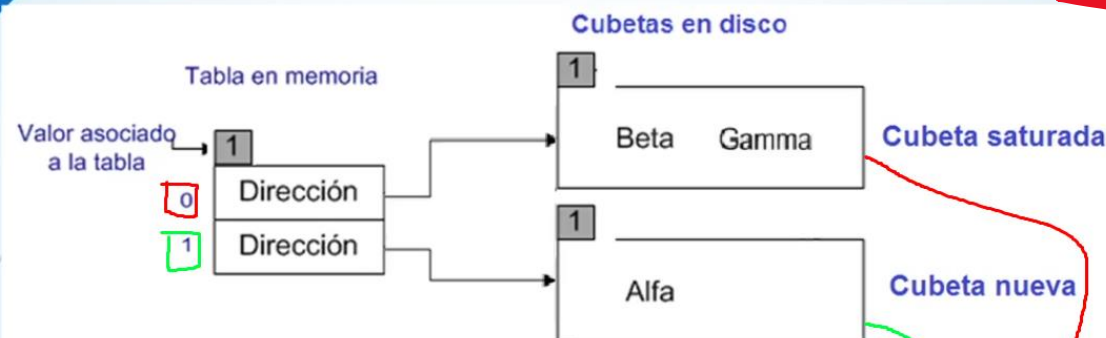 Cubetas en disco
Tabla en memoria
1
Valor asociado
a la tabla
1
Beta Gamma
Cubeta saturada
0
Dirección
1
Dirección
1
Alfa
Cubeta nueva